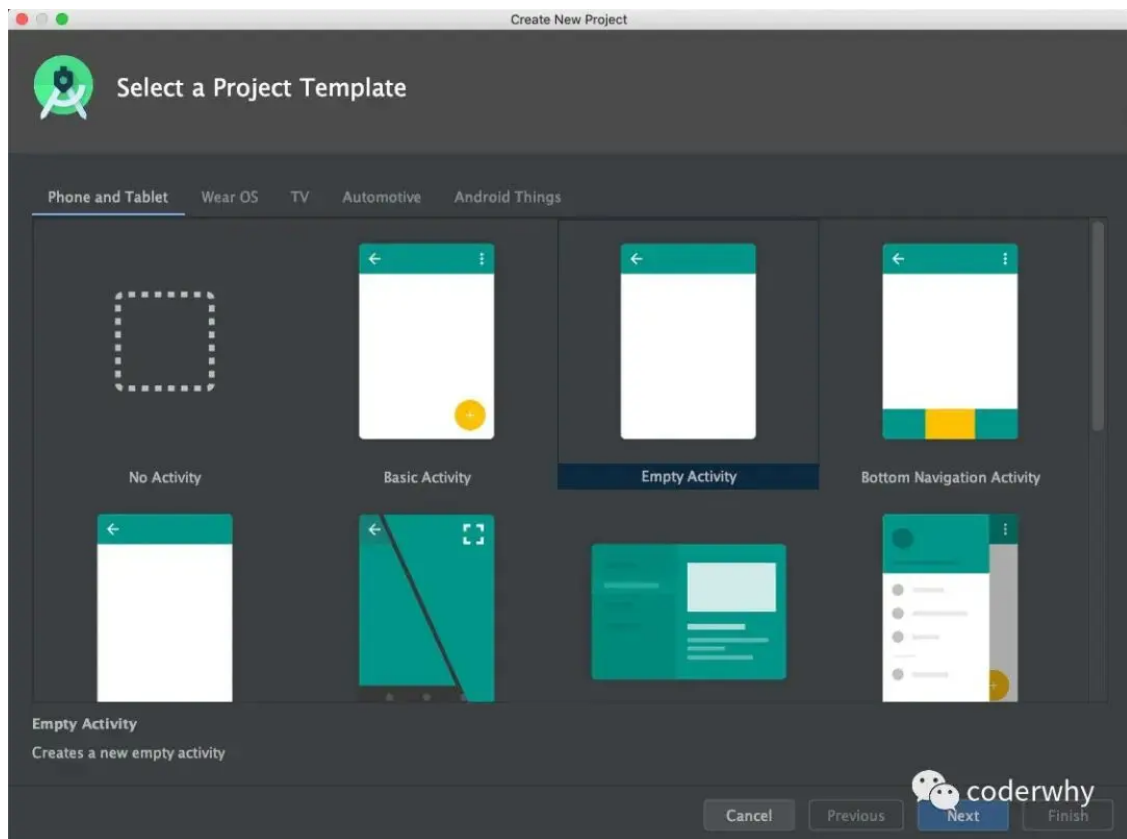 Create New Project
Select a Project Template
Phone and Tablet Wear OS TV Automotive Android Things
No Activity Basic Activity Empty Activity Bottom Navigation Activity
Empty Activity
Creates a new empty activity
coderwhy
Cancel Previous Next Finish